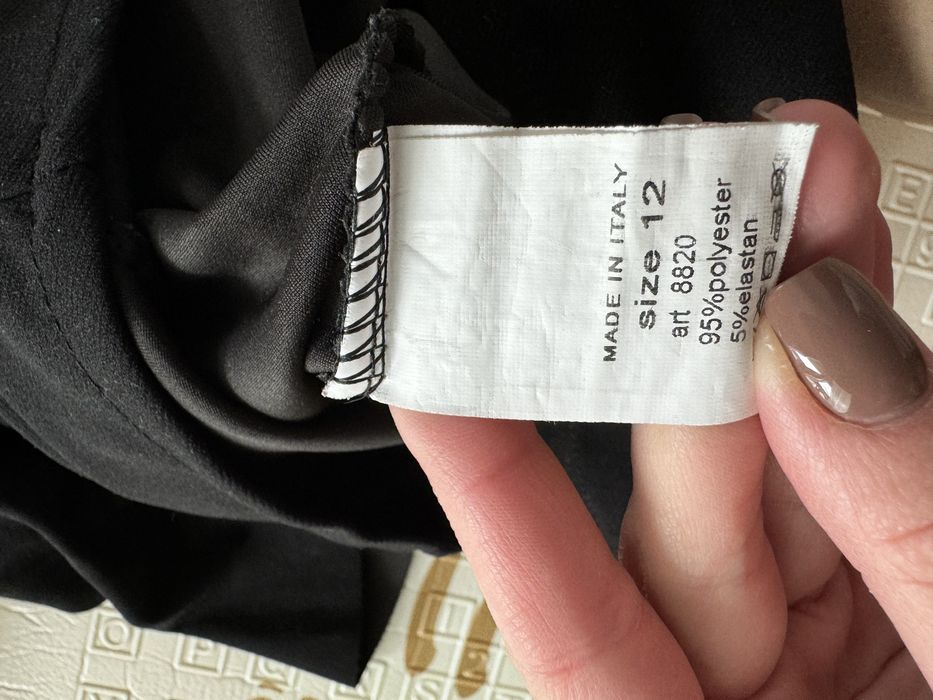 MADE IN ITALY
size 12
art 8820
95%polyester
5%elastan